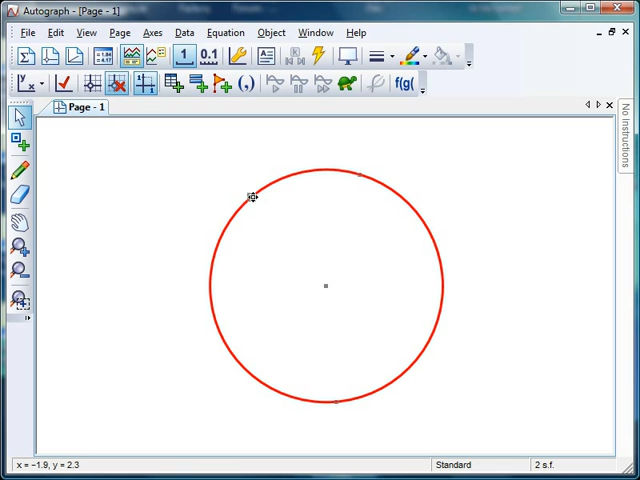 Autograph - [Page - 1]
File Edit View Page Axes Data Equation Object Window Help
1 0.1
y x (,) f(g(
Page - 1
No Instructions
x = −1.9, y = 2.3 Standard 2 s.f.